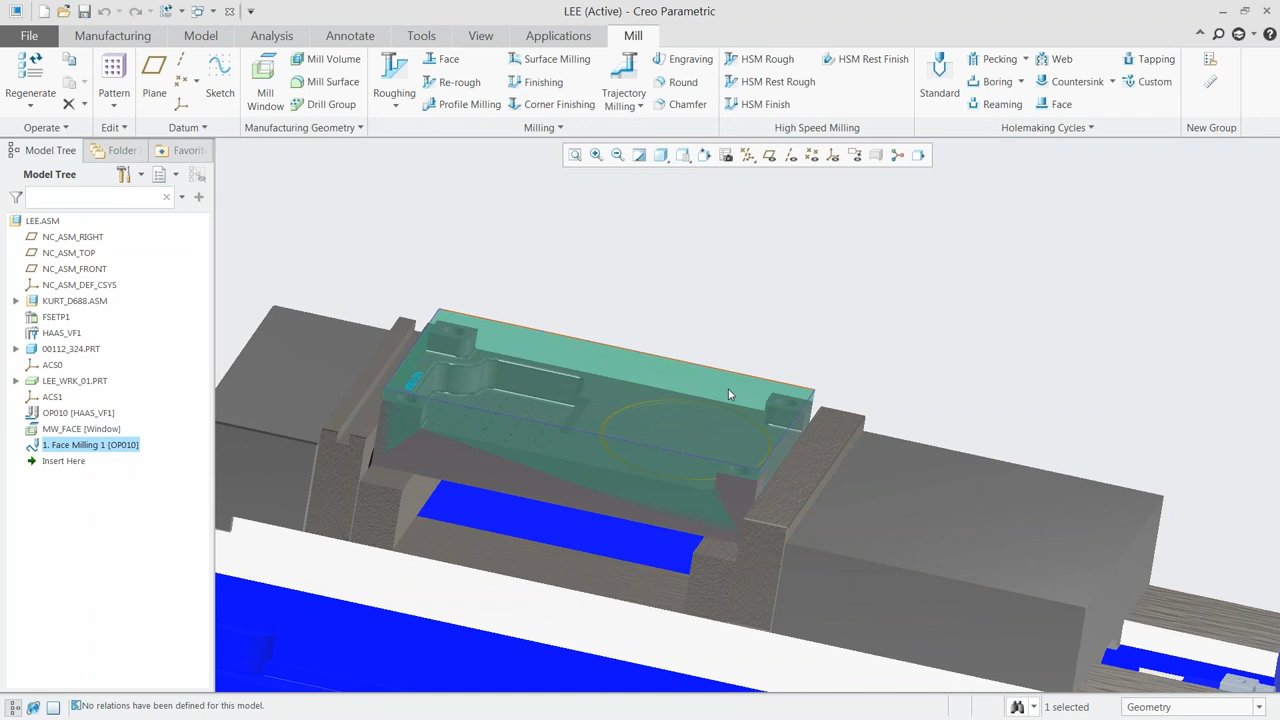 LEE (Active) - Creo Parametric
File Manufacturing Model Analysis Annotate Tools View Applications Mill
Regenerate
Operate
Pattern
Edit
Plane
Sketch
Datum
Mill Window
Mill Volume
Mill Surface
Drill Group
Manufacturing Geometry
Roughing
Face
Re-rough
Profile Milling
Surface Milling
Finishing
Corner Finishing
Trajectory Milling
Engraving
Round
Chamfer
Milling
HSM Rough
HSM Rest Rough
HSM Finish
HSM Rest Finish
High Speed Milling
Standard
Pecking
Boring
Reaming
Web
Countersink
Face
Tapping
Custom
Holemaking Cycles
New Group
Model Tree Folder Favorit
Model Tree
LEE.ASM
NC_ASM_RIGHT
NC_ASM_TOP
NC_ASM_FRONT
NC_ASM_DEF_CSYS
KURT_D688.ASM
FSETP1
HAAS_VF1
00112_324.PRT
ACS0
LEE_WRK_01.PRT
ACS1
OP010 [HAAS_VF1]
MW_FACE [Window]
1. Face Milling 1 [OP010]
Insert Here
No relations have been defined for this model.
1 selected
Geometry